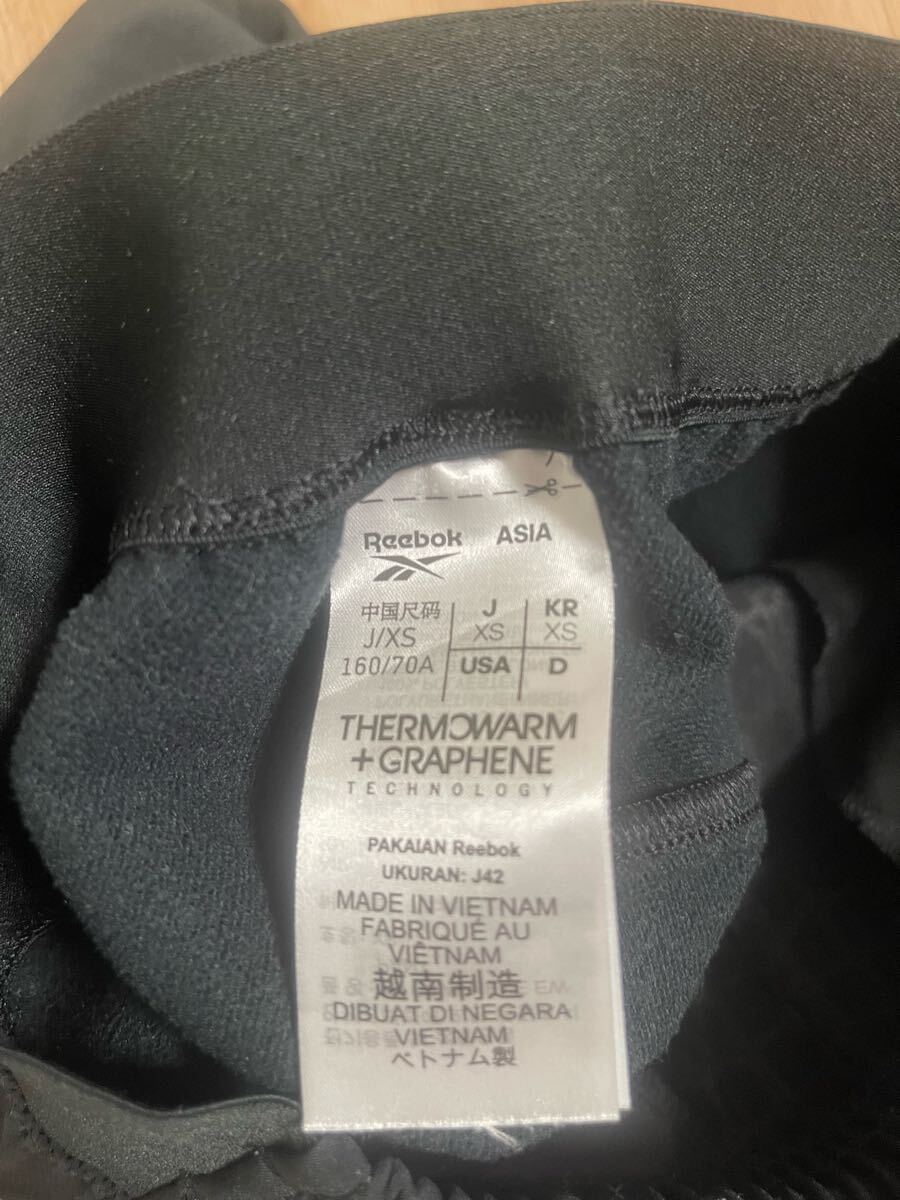 Reebok ASIA
中国尺码 J KR
J/XS XS XS
160/70A USA D
THERMOWARM
+GRAPHENE
TECHNOLOGY
PAKAIAN Reebok
UKURAN: J42
MADE IN VIETNAM
FABRIQUÉ AU
VIÊTNAM
越南制造
DIBUAT DI NEGARA
VIETNAM
ベトナム製